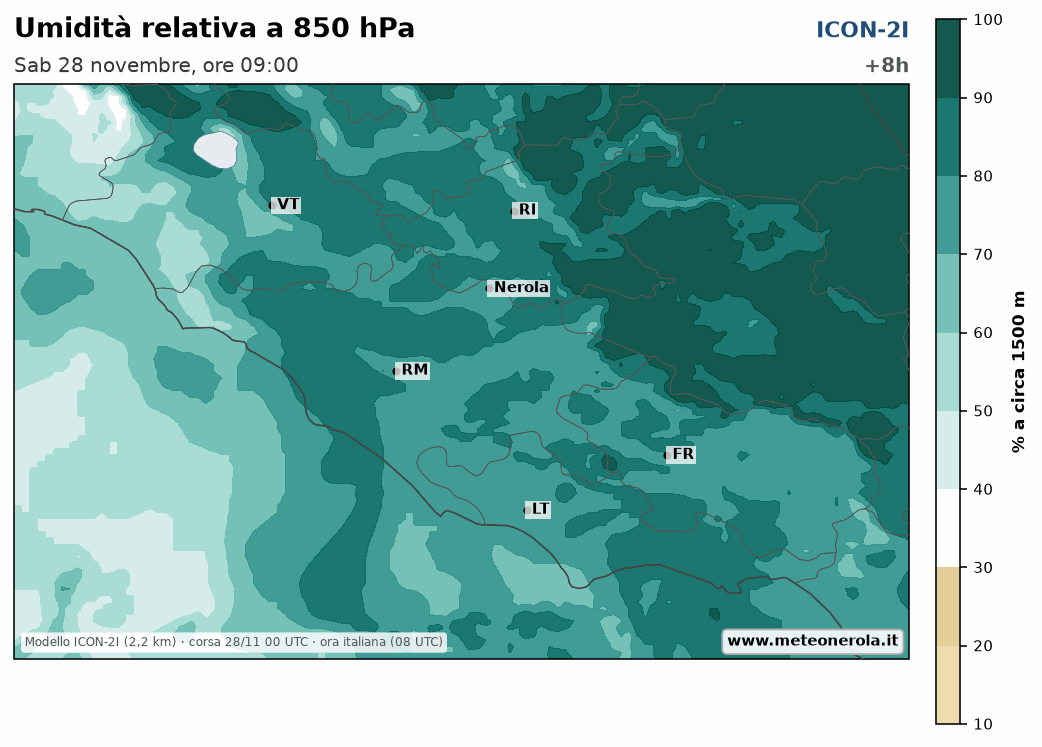 Umidità relativa a 850 hPa
ICON-2I
Sab 28 novembre, ore 09:00
+8h
100
90
80
70
60
50
40
30
20
10
% a circa 1500 m
VT
RI
Nerola
RM
FR
LT
Modello ICON-2I (2,2 km) · corsa 28/11 00 UTC · ora italiana (08 UTC)
www.meteonerola.it